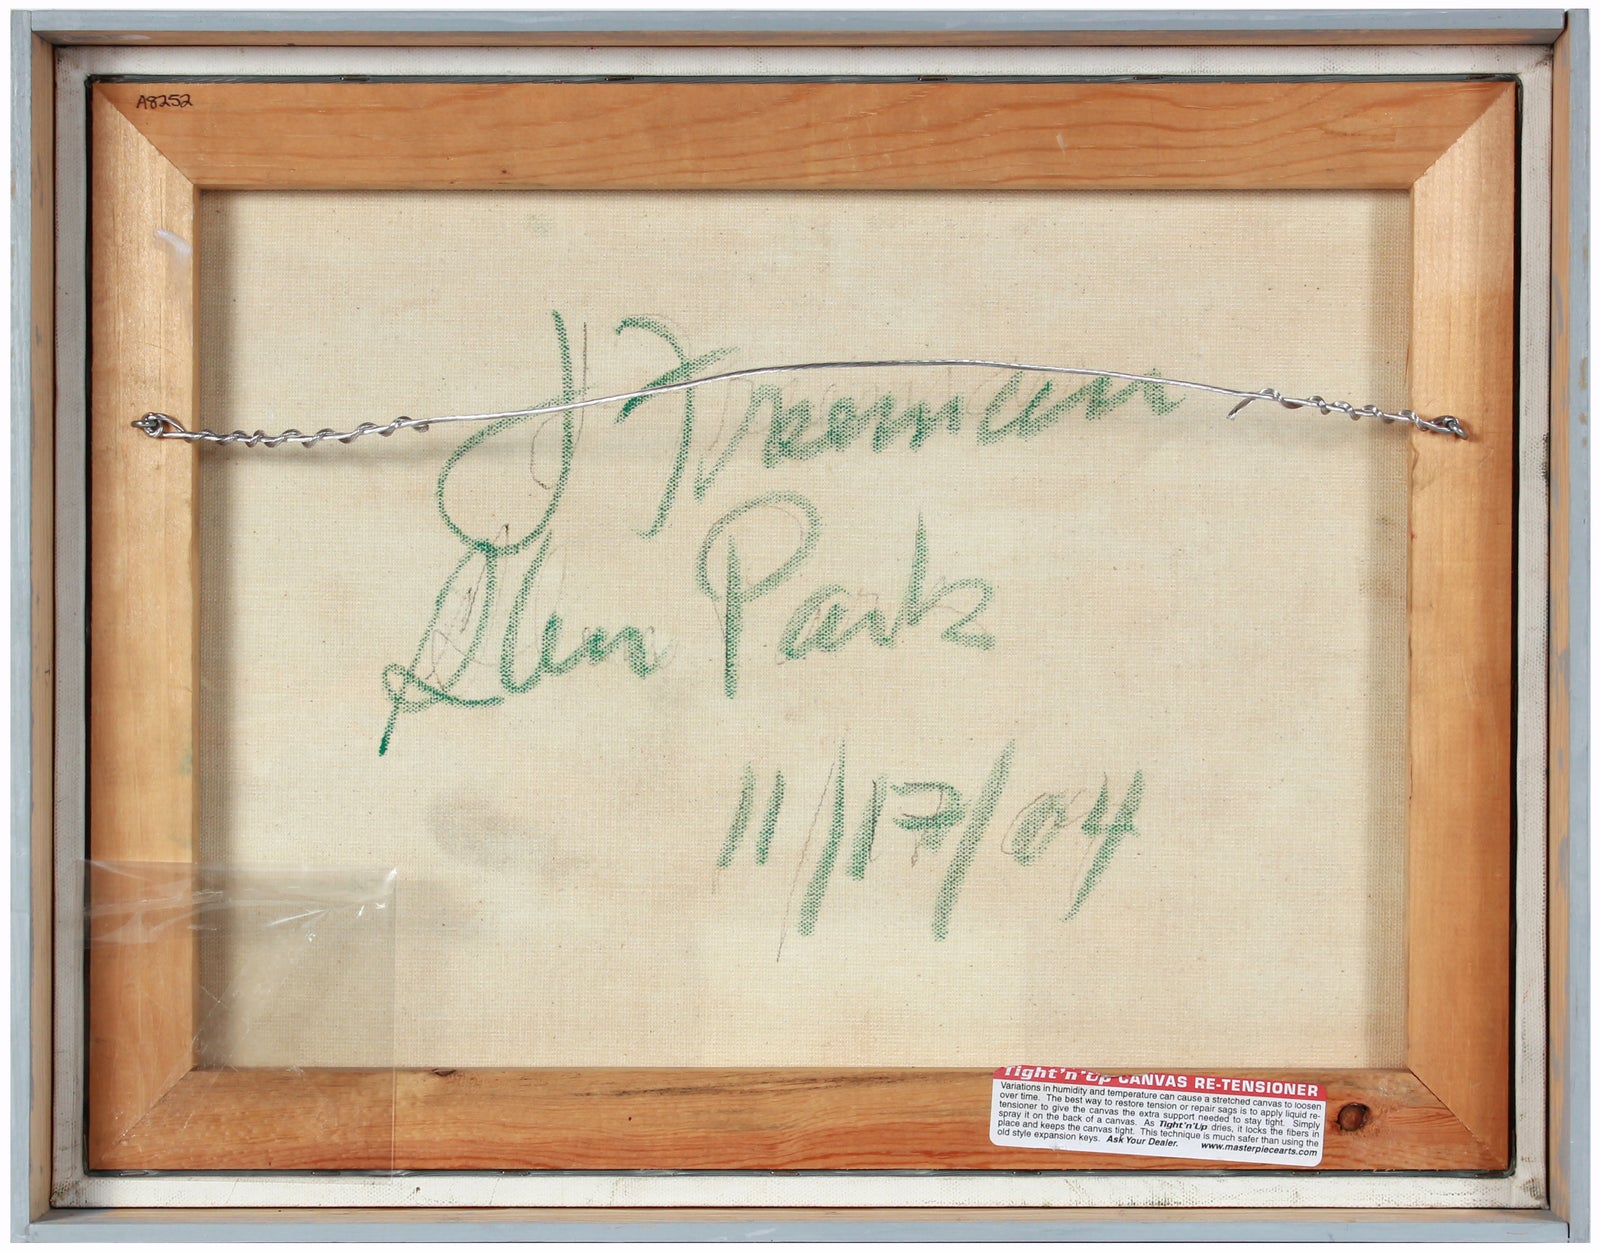 A8252
J Freeman
Glen Park
11/17/04
Tight'n'Up CANVAS RE-TENSIONER
Variations in humidity and temperature can cause a stretched canvas to loosen
over time. The best way to restore tension or repair sags is to apply liquid re-
tensioner to give the canvas the extra support needed to stay tight. Simply
spray it on the back of a canvas. As Tight'n'Up dries, it locks the fibers in
place and keeps the canvas tight. This technique is much safer than using the
old style expansion keys. Ask Your Dealer. www.masterpiecearts.com